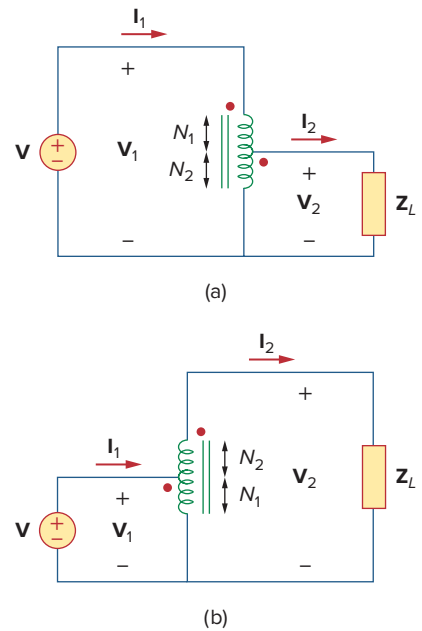 I1
+
+
−
V
V1
N1
N2
I2
+
V2
−
ZL
−
(a)
I2
+
I1
N2
V2
ZL
+
N1
+
−
V
V1
−
−
(b)